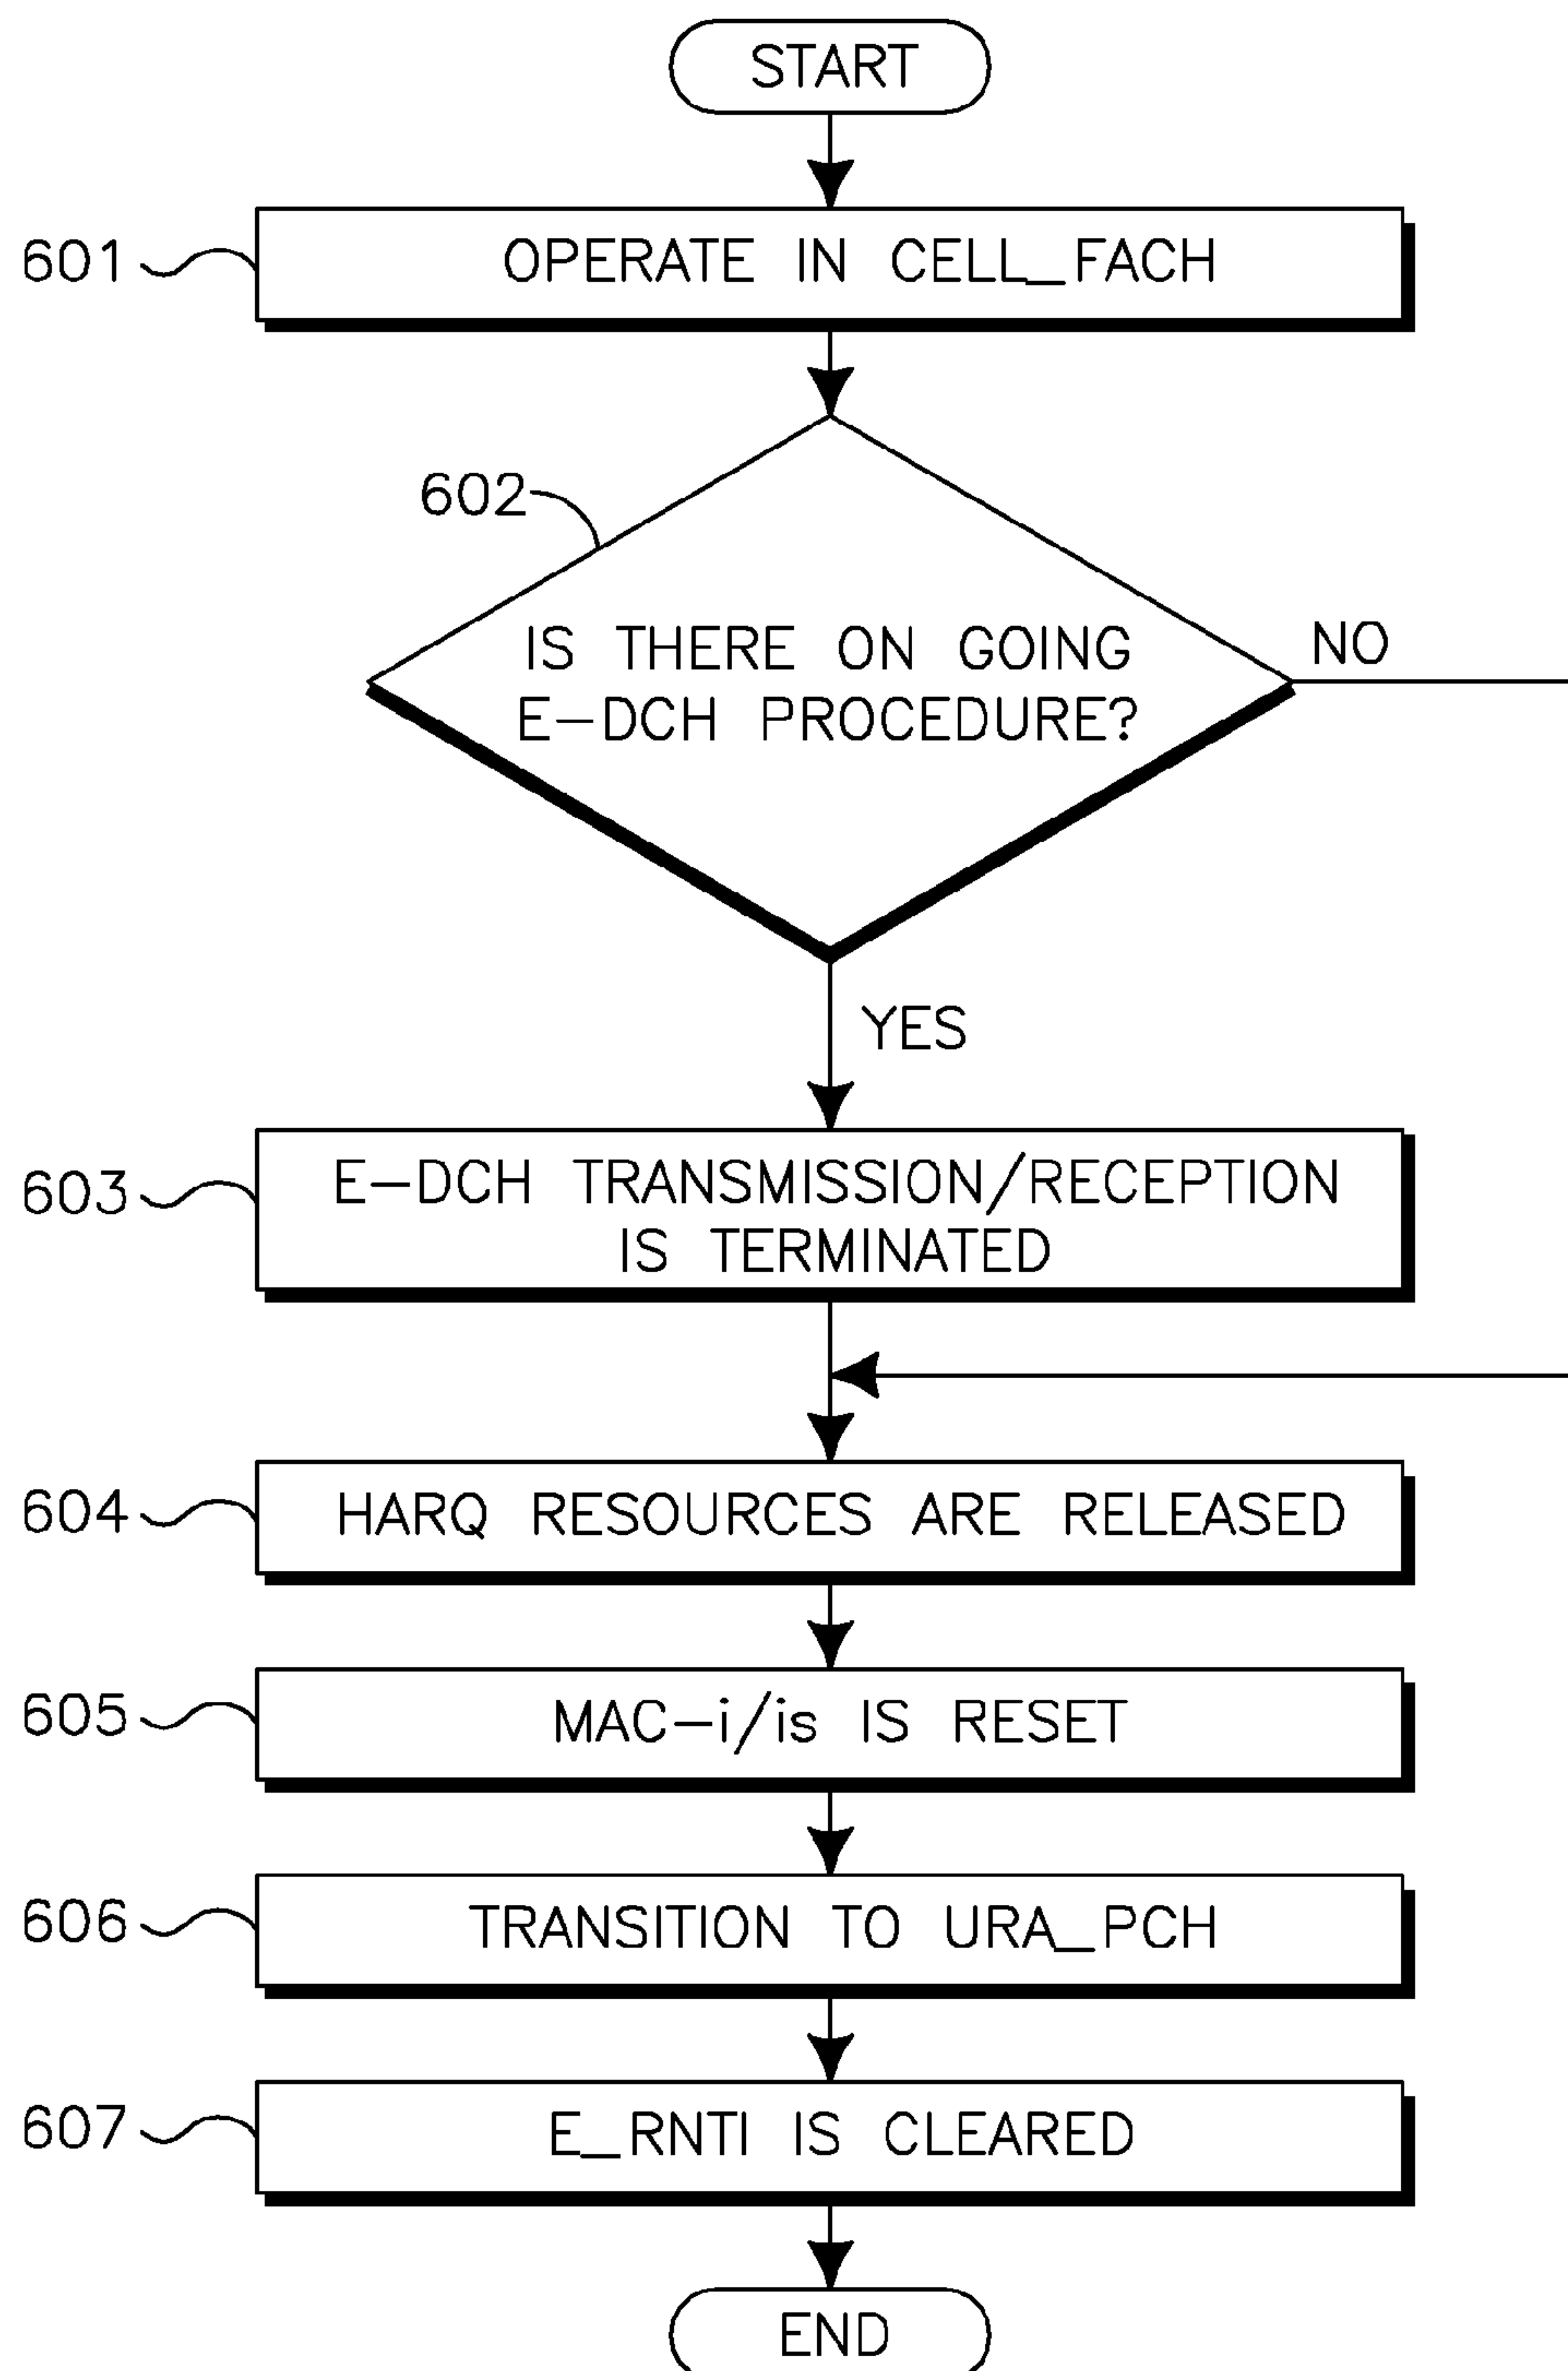 START
601
OPERATE IN CELL_FACH
602
IS THERE ON GOING
E-DCH PROCEDURE?
NO
YES
603
E-DCH TRANSMISSION/RECEPTION
IS TERMINATED
604
HARQ RESOURCES ARE RELEASED
605
MAC-i/is IS RESET
606
TRANSITION TO URA_PCH
607
E_RNTI IS CLEARED
END